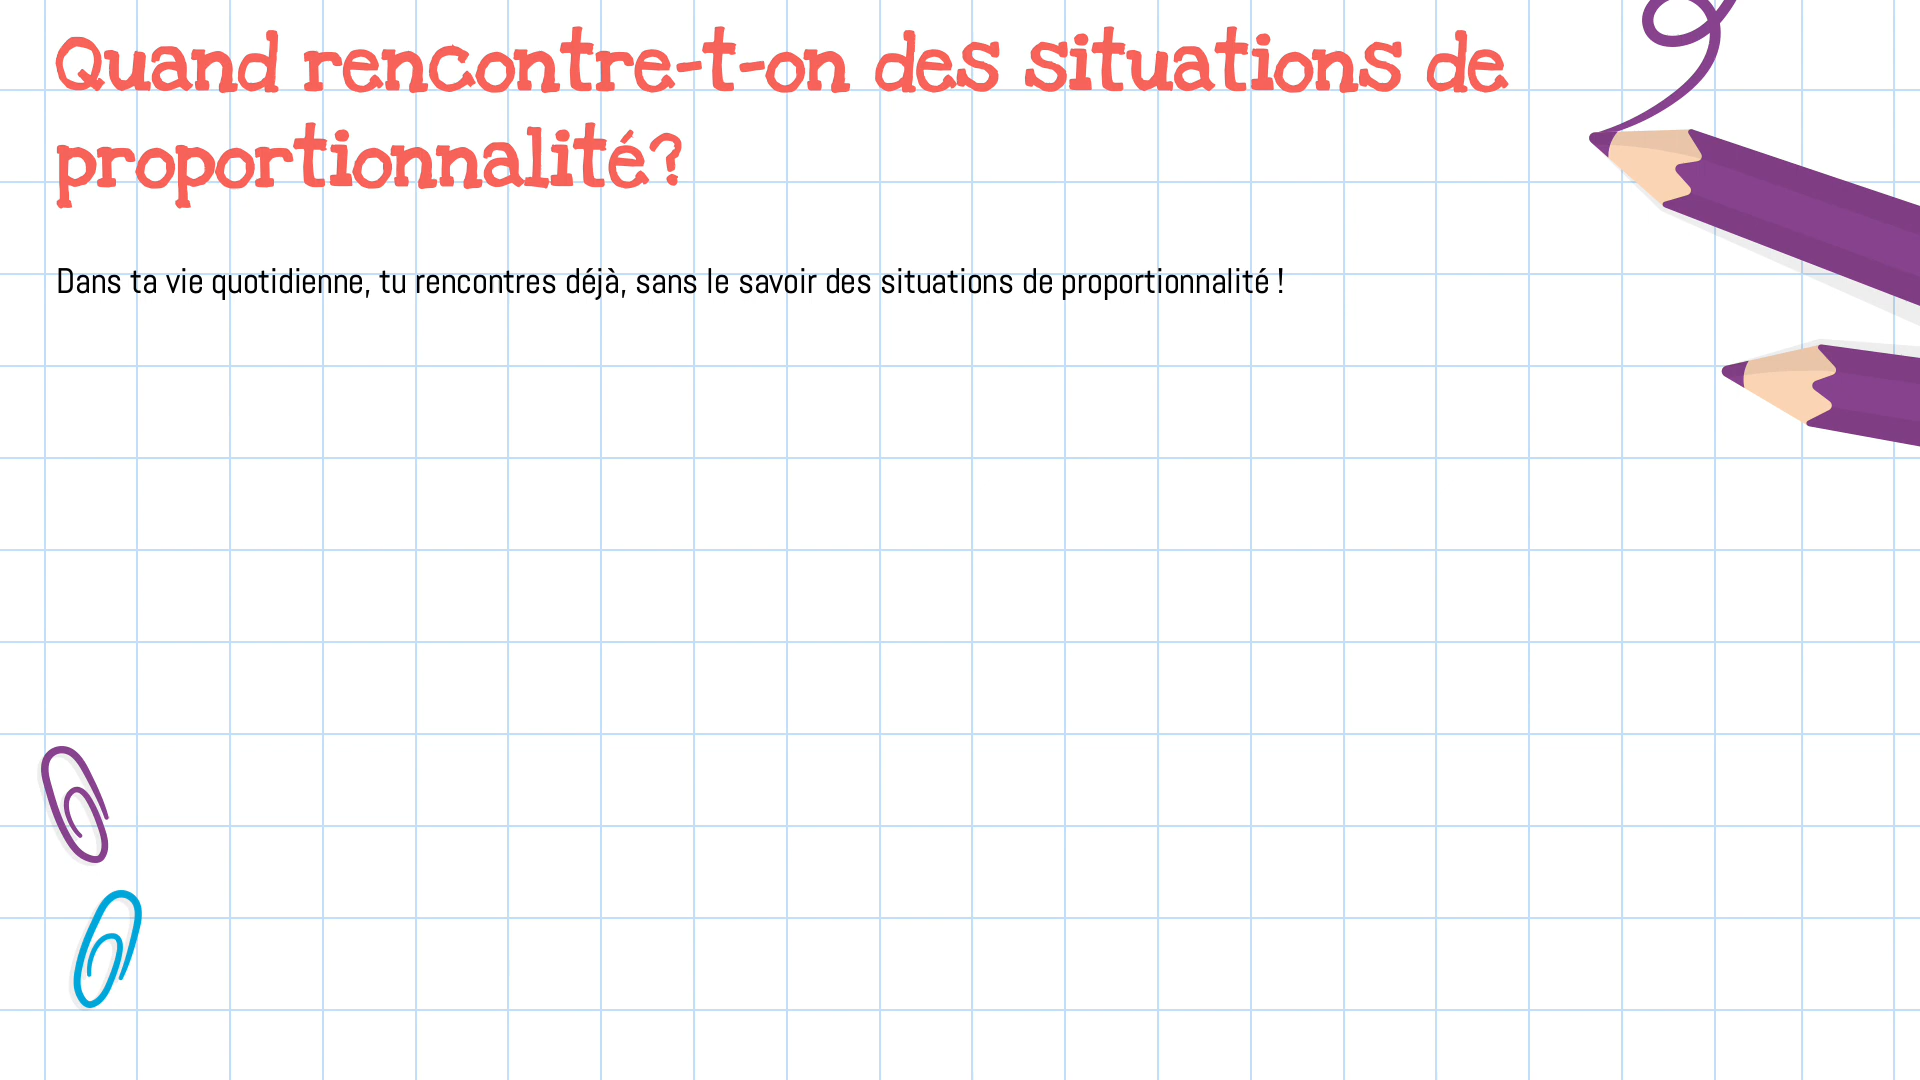 Quand rencontre-t-on des situations de
proportionnalité?
Dans ta vie quotidienne, tu rencontres déjà, sans le savoir des situations de proportionnalité !